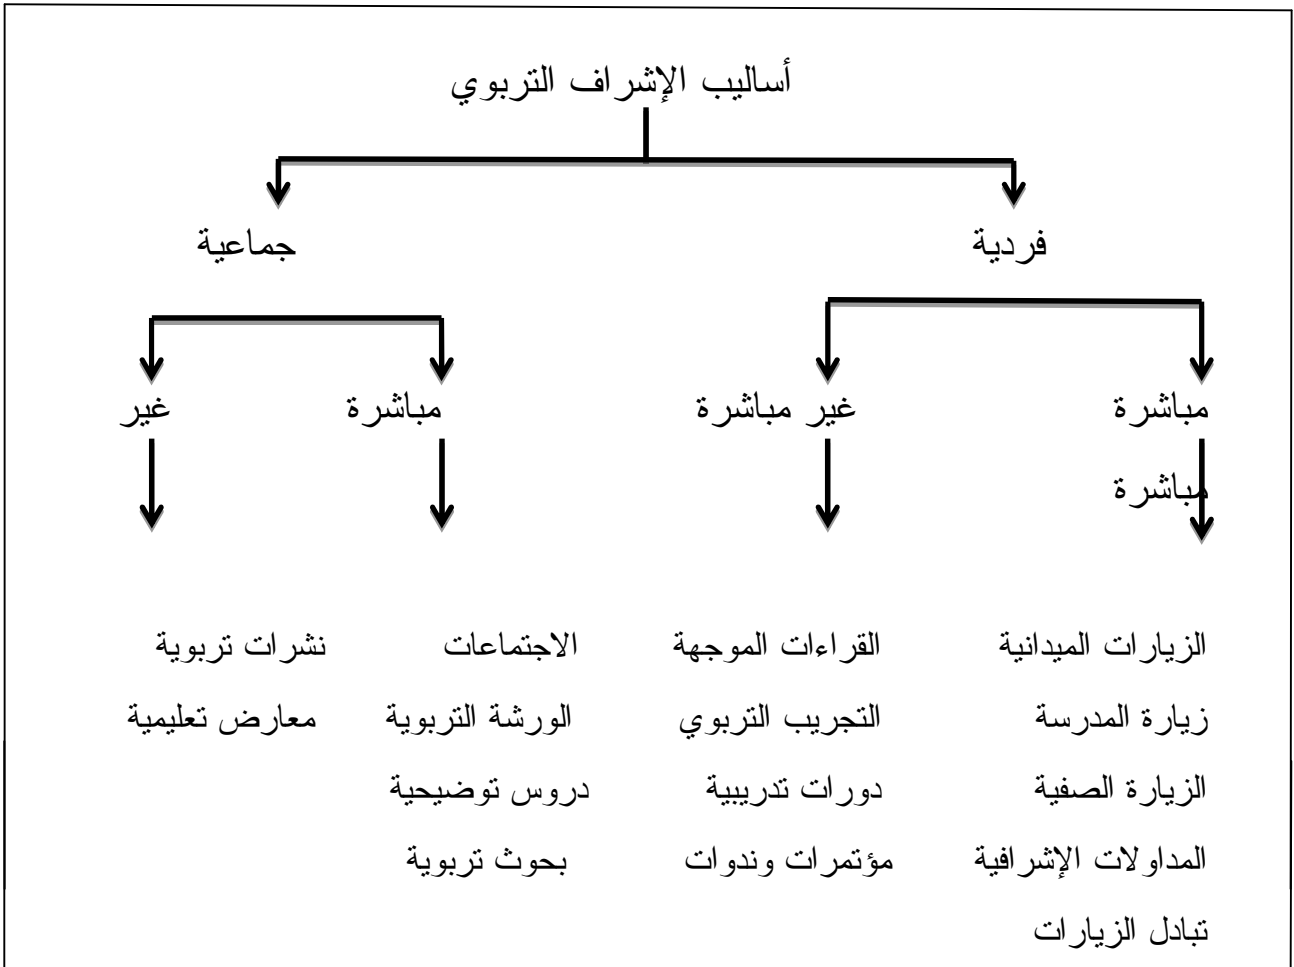 أساليب الإشراف التربوي
فردية جماعية
مباشرة غير مباشرة مباشرة غير
مباشرة
الزيارات الميدانية القراءات الموجهة الاجتماعات نشرات تربوية
زيارة المدرسة التجريب التربوي الورشة التربوية معارض تعليمية
الزيارة الصفية دورات تدريبية دروس توضيحية
المداولات الإشرافية مؤتمرات وندوات بحوث تربوية
تبادل الزيارات